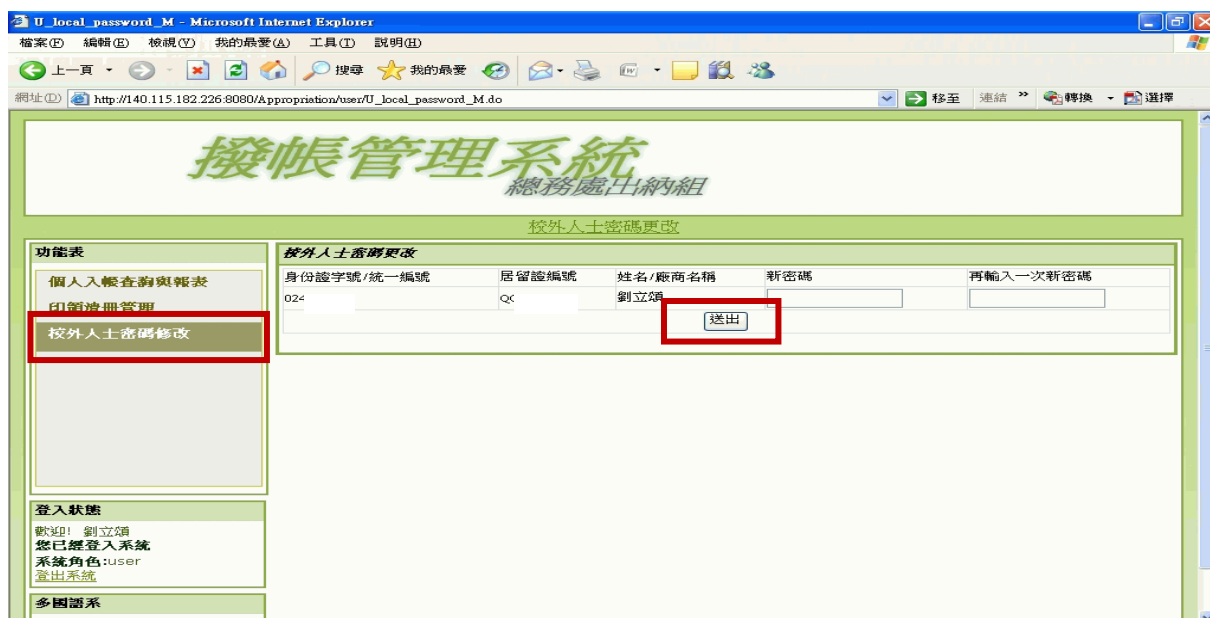 U_local_password_M - Microsoft Internet Explorer
檔案(F) 編輯(E) 檢視(V) 我的最愛(A) 工具(T) 說明(H)
上一頁 搜尋 我的最愛
網址(D) http://140.115.182.226:8080/Appropriation/user/U_local_password_M.do 移至 連結 » 轉換 選擇
撥帳管理系統
總務處出納組
校外人士密碼更改
功能表
個人入帳查詢與報表
印領清冊管理
校外人士密碼修改
校外人士密碼更改
身份證字號/統一編號 居留證編號 姓名/廠商名稱 新密碼 再輸入一次新密碼
024 QC 劉立頌
送出
登入狀態
歡迎! 劉立頌
您已經登入系統
系統角色:user
登出系統
多國語系